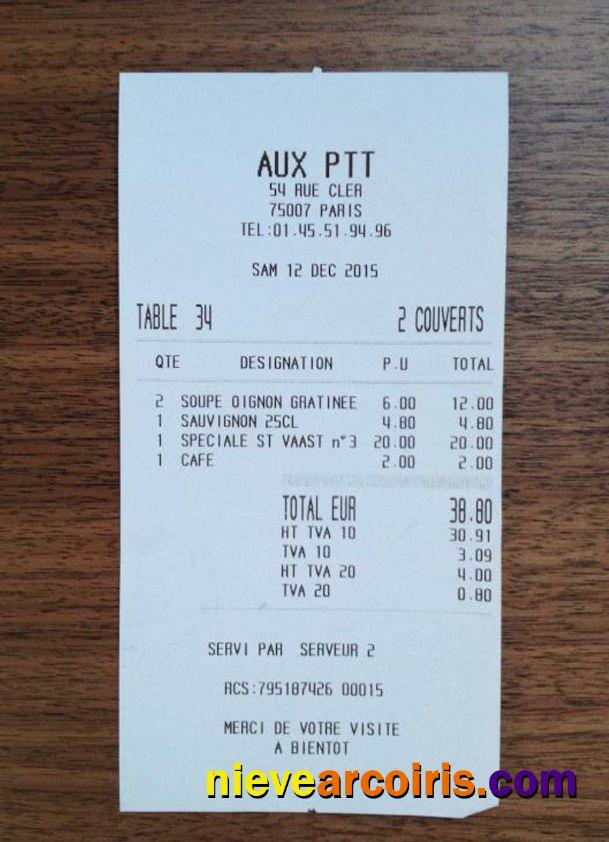 AUX PTT
54 RUE CLER
75007 PARIS
TEL:01.45.51.94.96
SAM 12 DEC 2015
TABLE 34 2 COUVERTS
QTE DESIGNATION P.U TOTAL
2 SOUPE OIGNON GRATINEE 6.00 12.00
1 SAUVIGNON 25CL 4.80 4.80
1 SPECIALE ST VAAST n°3 20.00 20.00
1 CAFE 2.00 2.00
TOTAL EUR 38.80
HT TVA 10 30.91
TVA 10 3.09
HT TVA 20 4.00
TVA 20 0.80
SERVI PAR SERVEUR 2
RCS:795187426 00015
MERCI DE VOTRE VISITE
A BIENTOT
nievearcoiris.com